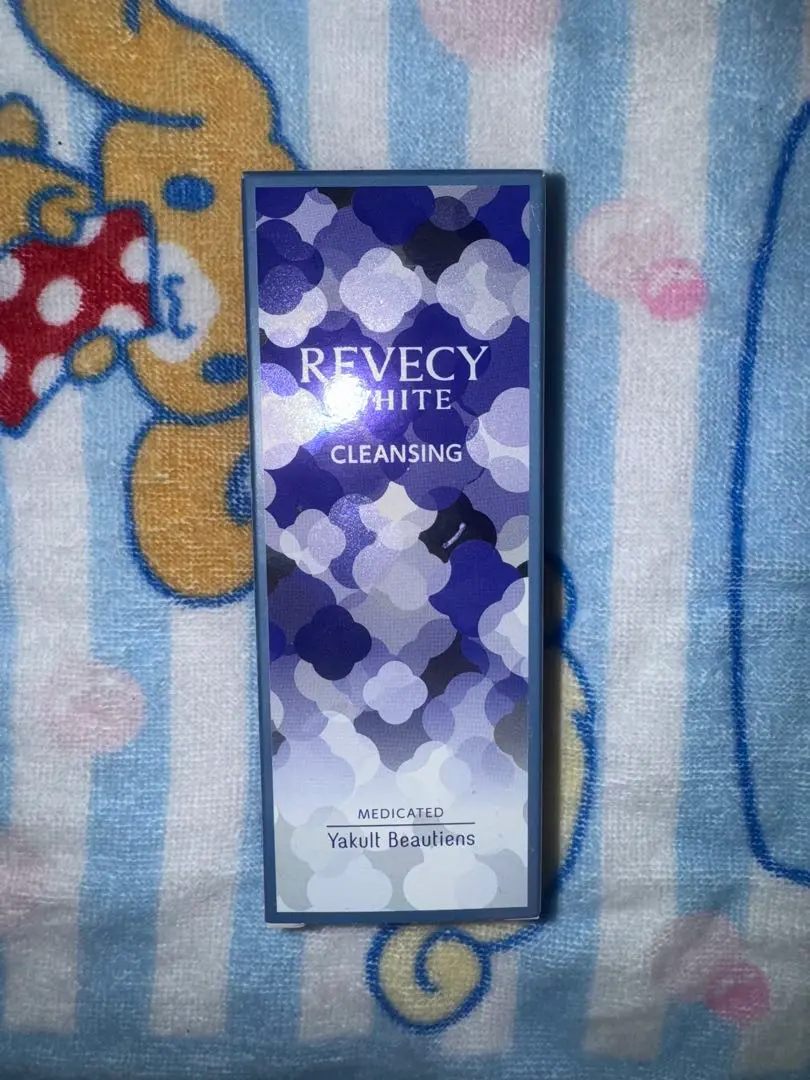 REVECY
WHITE
CLEANSING
MEDICATED
Yakult Beautiens